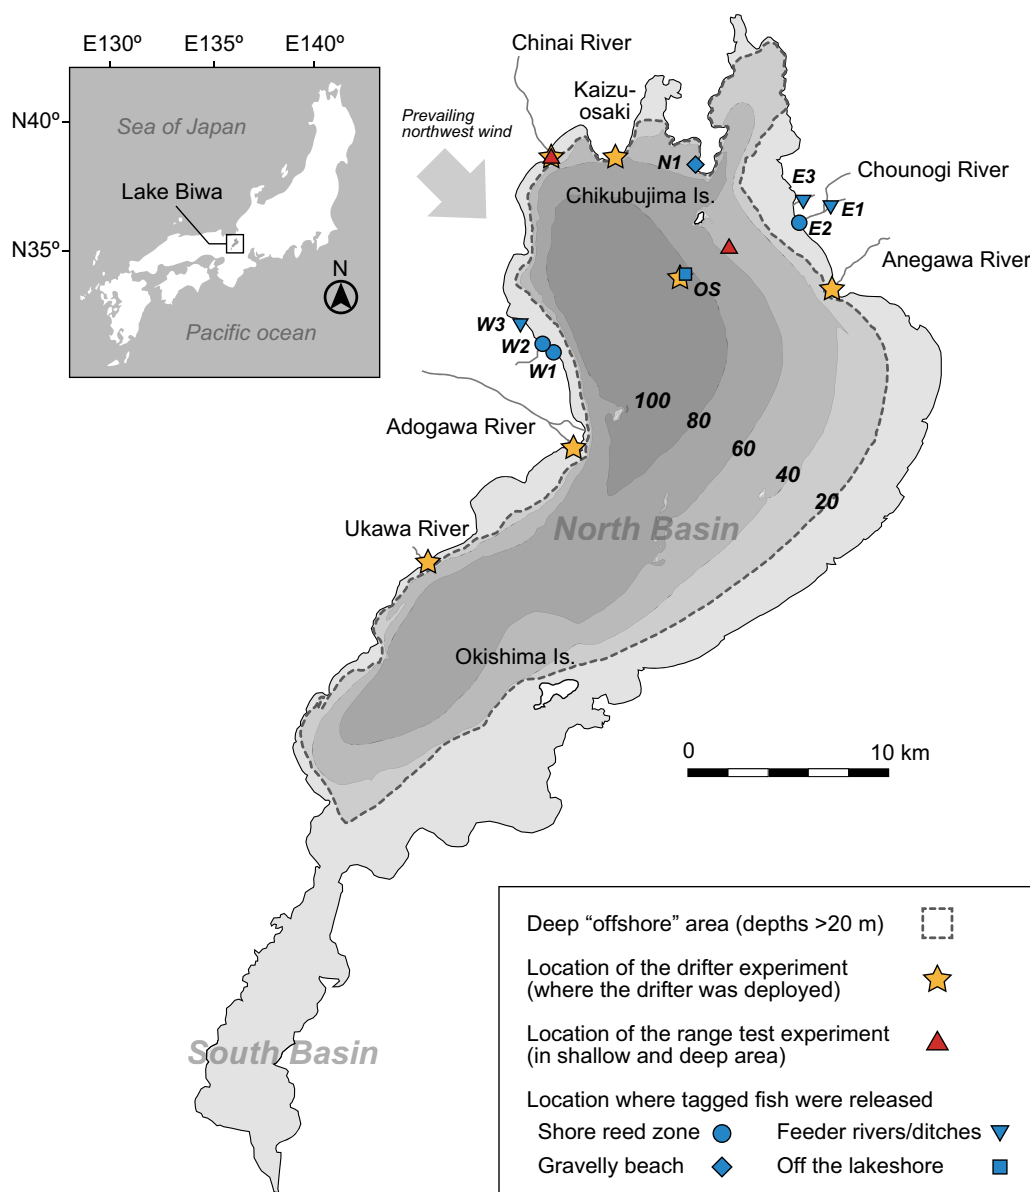 E130º E135º E140º
N40º
N35º
Sea of Japan
Lake Biwa
N
Pacific ocean
Chinai River
Kaizu-
osaki
Prevailing
northwest wind
N1
Chikubujima Is.
E3
Chounogi River
E1
E2
Anegawa River
OS
W3
W2
W1
100
80
60
40
20
Adogawa River
North Basin
Ukawa River
Okishima Is.
0 10 km
South Basin
Deep “offshore” area (depths >20 m)
Location of the drifter experiment
(where the drifter was deployed)
Location of the range test experiment
(in shallow and deep area)
Location where tagged fish were released
Shore reed zone Feeder rivers/ditches
Gravelly beach Off the lakeshore